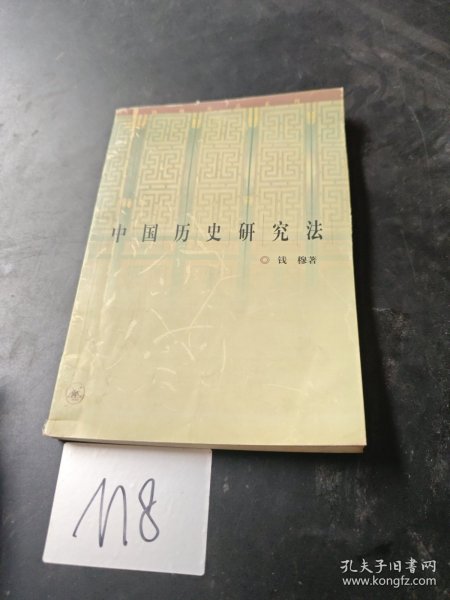 中国历史研究法
◎ 钱 穆著
118
孔夫子旧书网
www.kongfz.com